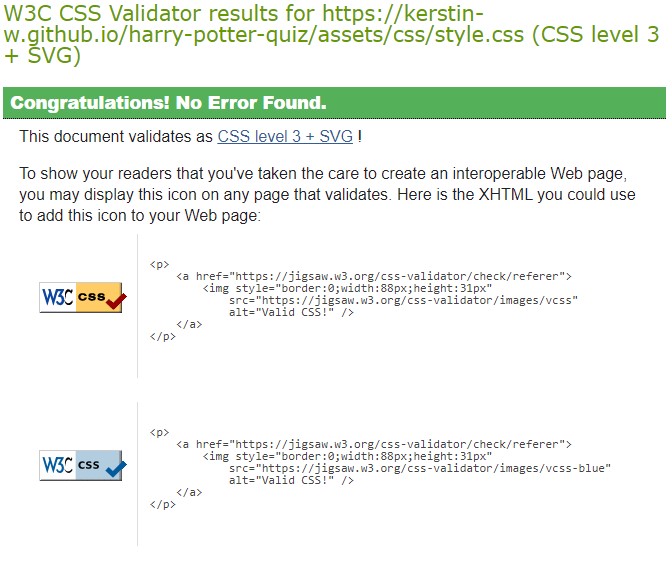 W3C CSS Validator results for https://kerstin-
w.github.io/harry-potter-quiz/assets/css/style.css (CSS level 3
+ SVG)
Congratulations! No Error Found.
This document validates as CSS level 3 + SVG !
To show your readers that you've taken the care to create an interoperable Web page,
you may display this icon on any page that validates. Here is the XHTML you could use
to add this icon to your Web page:
W3C css
<p>
    <a href="https://jigsaw.w3.org/css-validator/check/referer">
        <img style="border:0;width:88px;height:31px"
            src="https://jigsaw.w3.org/css-validator/images/vcss"
            alt="Valid CSS!" />
    </a>
</p>
W3C css
<p>
    <a href="https://jigsaw.w3.org/css-validator/check/referer">
        <img style="border:0;width:88px;height:31px"
            src="https://jigsaw.w3.org/css-validator/images/vcss-blue"
            alt="Valid CSS!" />
    </a>
</p>